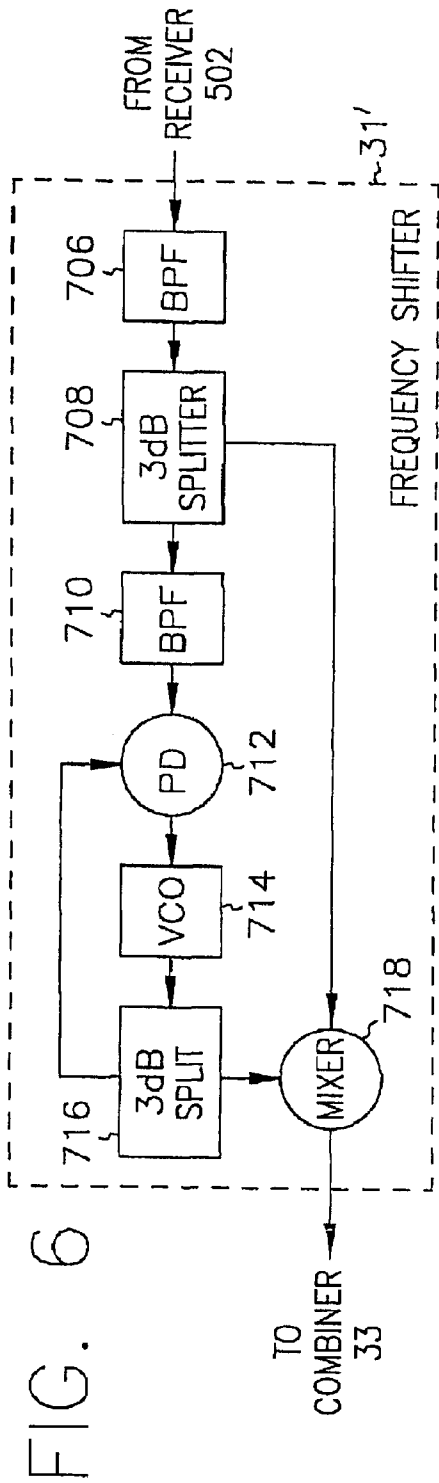 FIG. 6
716
3dB
SPLIT
VCO
714
PD
712
710
BPF
708
3dB
SPLITTER
706
BPF
FROM
RECEIVER
502
MIXER
718
FREQUENCY SHIFTER
31'
TO
COMBINER
33